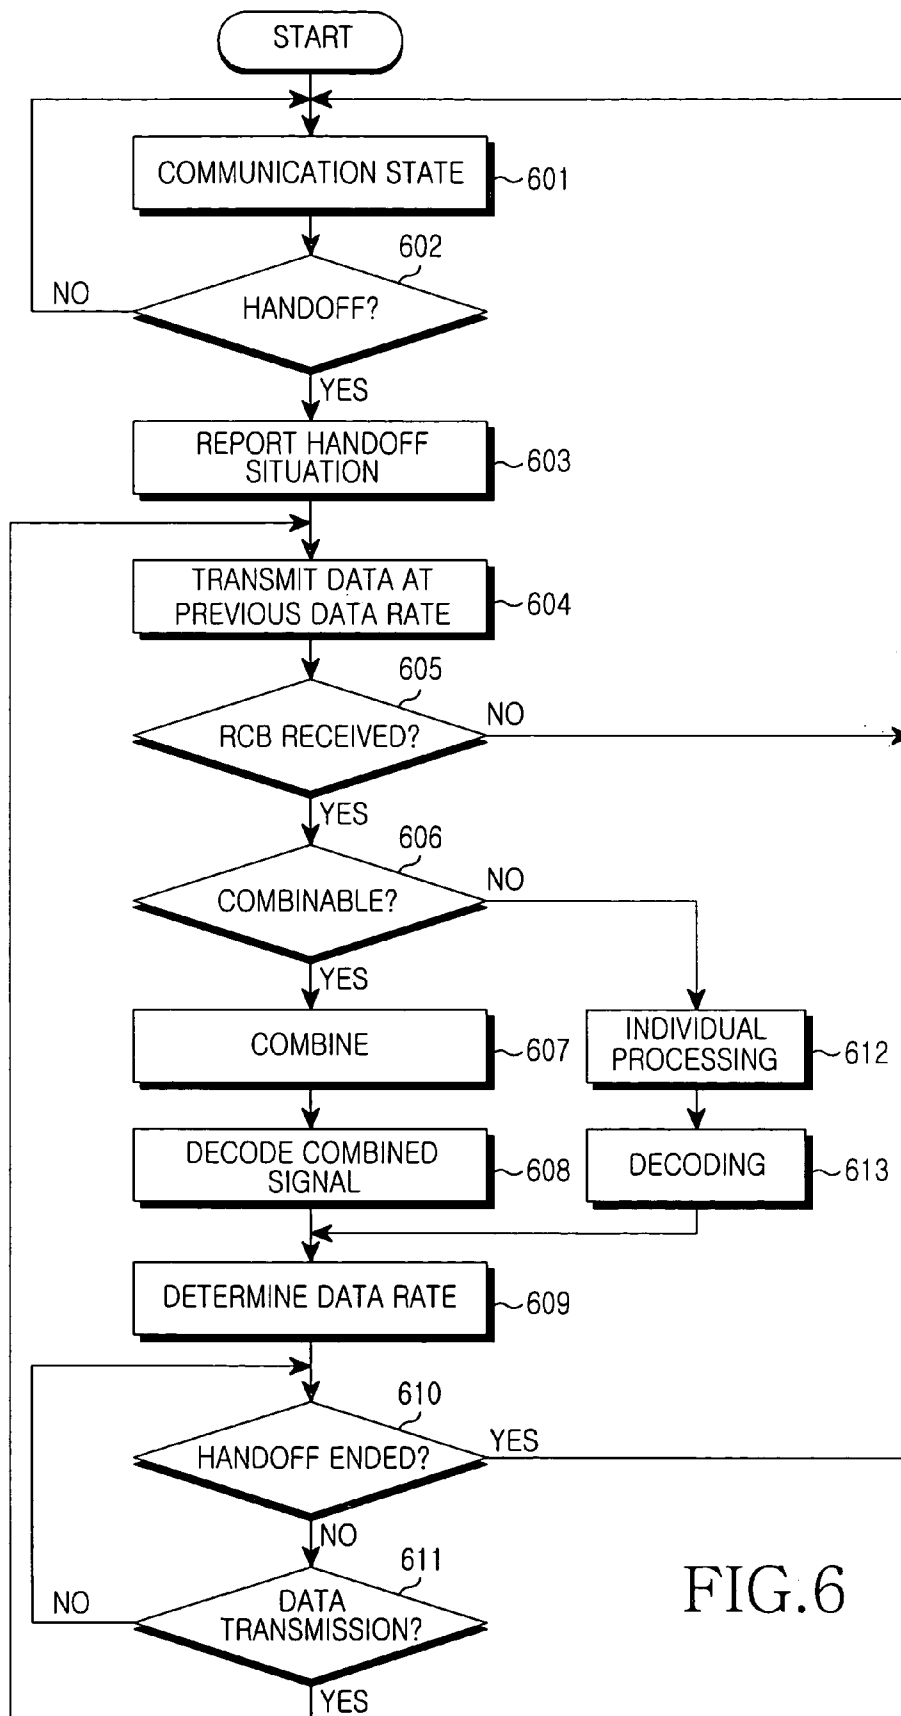 START
COMMUNICATION STATE
601
602
NO
HANDOFF?
YES
REPORT HANDOFF
SITUATION
603
TRANSMIT DATA AT
PREVIOUS DATA RATE
604
605
NO
RCB RECEIVED?
YES
606
NO
COMBINABLE?
YES
COMBINE
607
INDIVIDUAL
PROCESSING
612
DECODE COMBINED
SIGNAL
608
DECODING
613
DETERMINE DATA RATE
609
610
YES
HANDOFF ENDED?
NO
611
NO
DATA
TRANSMISSION?
YES
FIG.6